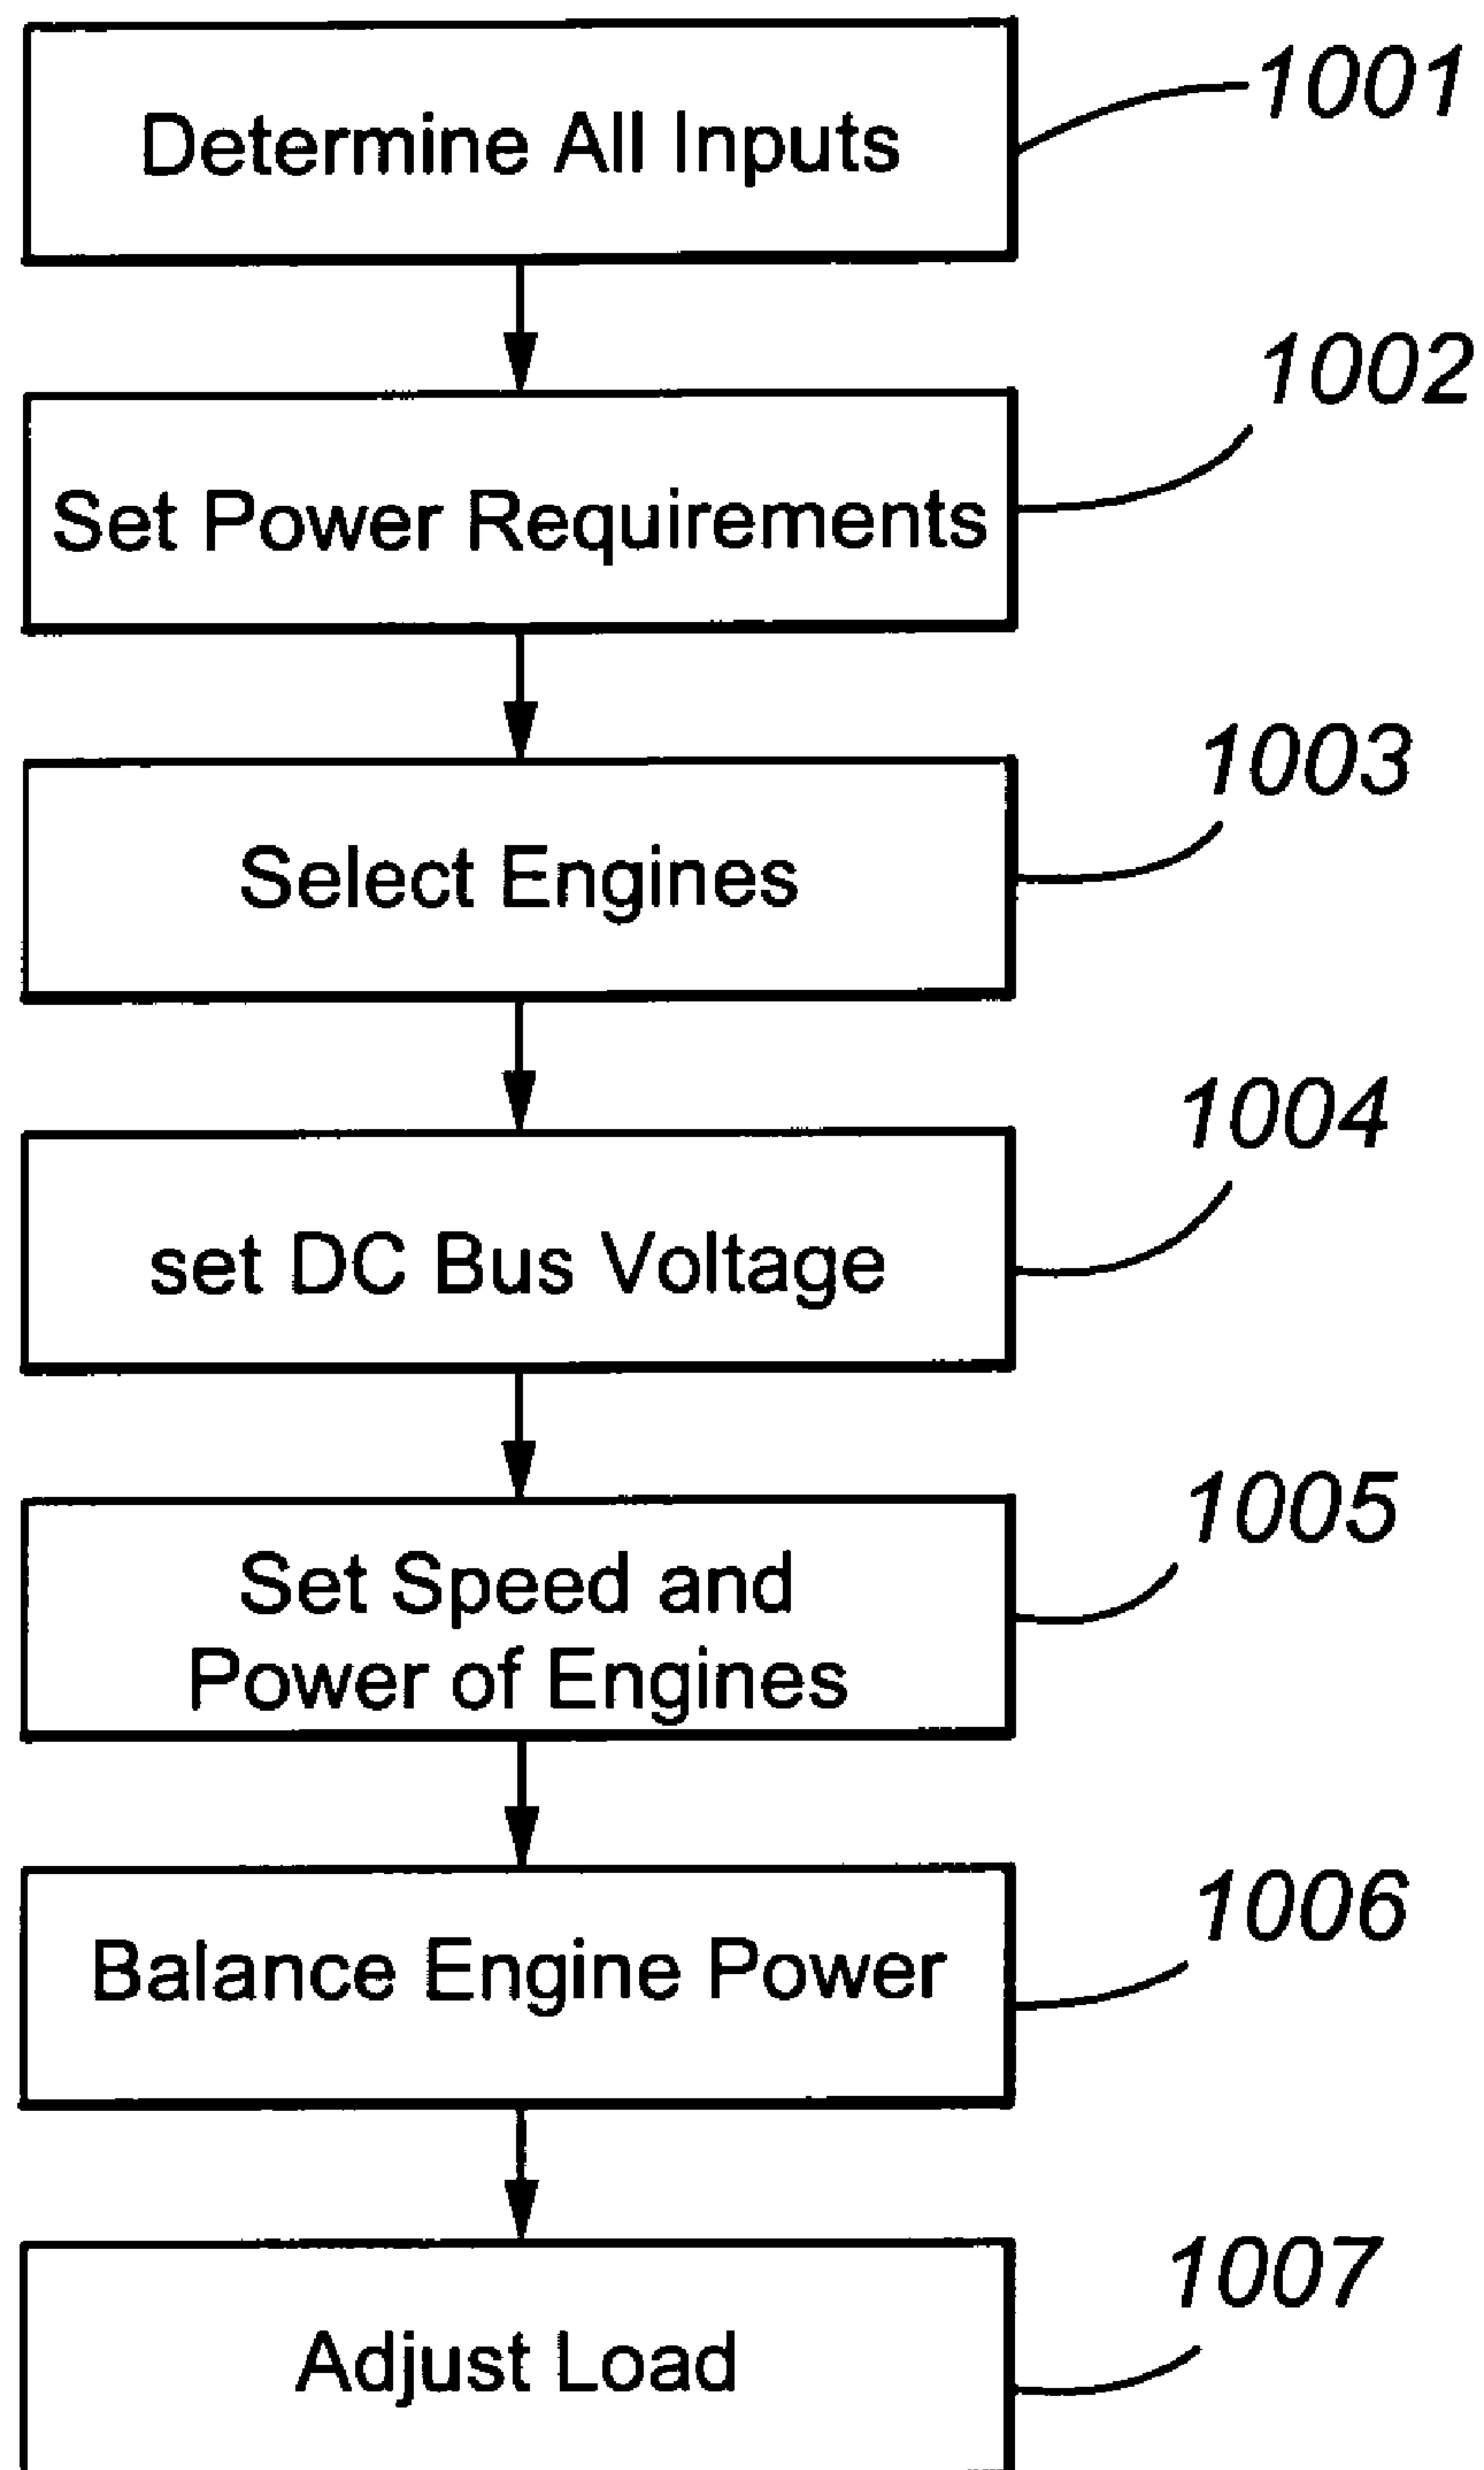 Determine All Inputs
1001
Set Power Requirements
1002
Select Engines
1003
set DC Bus Voltage
1004
Set Speed and
Power of Engines
1005
Balance Engine Power
1006
Adjust Load
1007